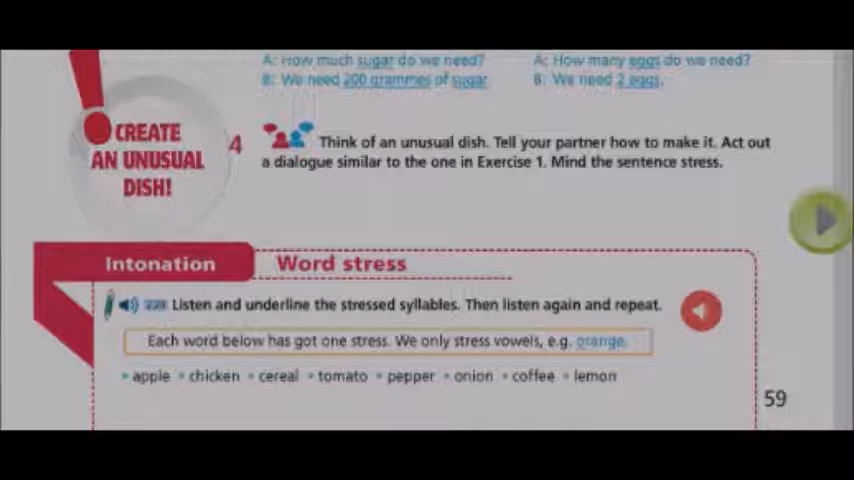 A: How much sugar do we need?
B: We need 200 grammes of sugar
A: How many eggs do we need?
B: We need 2 eggs.
CREATE
AN UNUSUAL
DISH!
4 Think of an unusual dish. Tell your partner how to make it. Act out
a dialogue similar to the one in Exercise 1. Mind the sentence stress.
Intonation Word stress
Listen and underline the stressed syllables. Then listen again and repeat.
Each word below has got one stress. We only stress vowels, e.g. orange.
• apple • chicken • cereal • tomato • pepper • onion • coffee • lemon
59